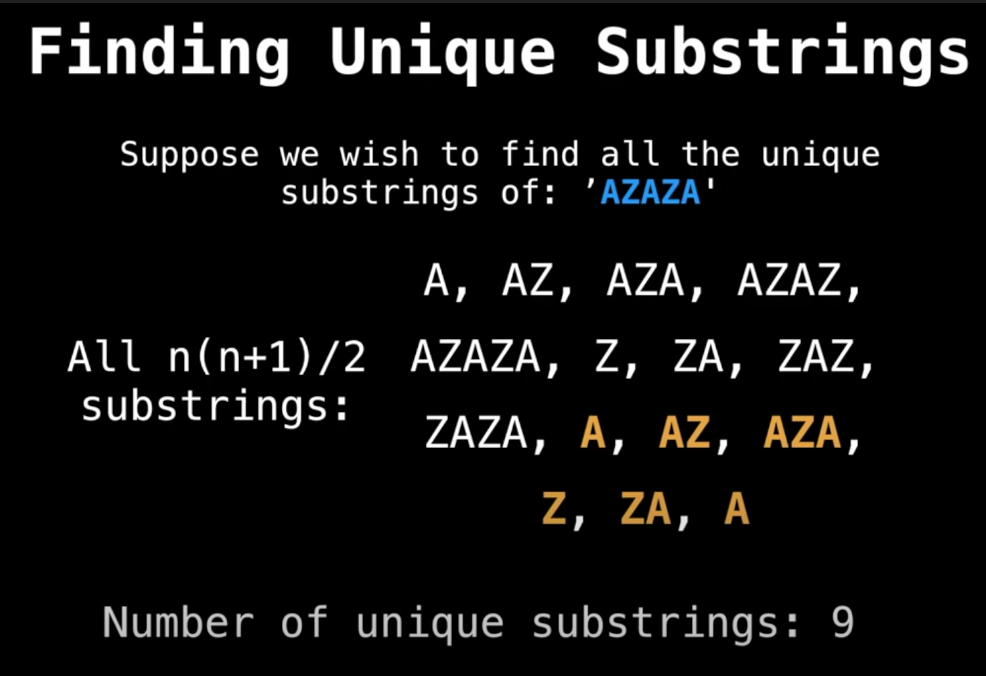 Finding Unique Substrings
Suppose we wish to find all the unique
substrings of: ’AZAZA'
All n(n+1)/2
substrings:
A, AZ, AZA, AZAZ,
AZAZA, Z, ZA, ZAZ,
ZAZA, A, AZ, AZA,
Z, ZA, A
Number of unique substrings: 9